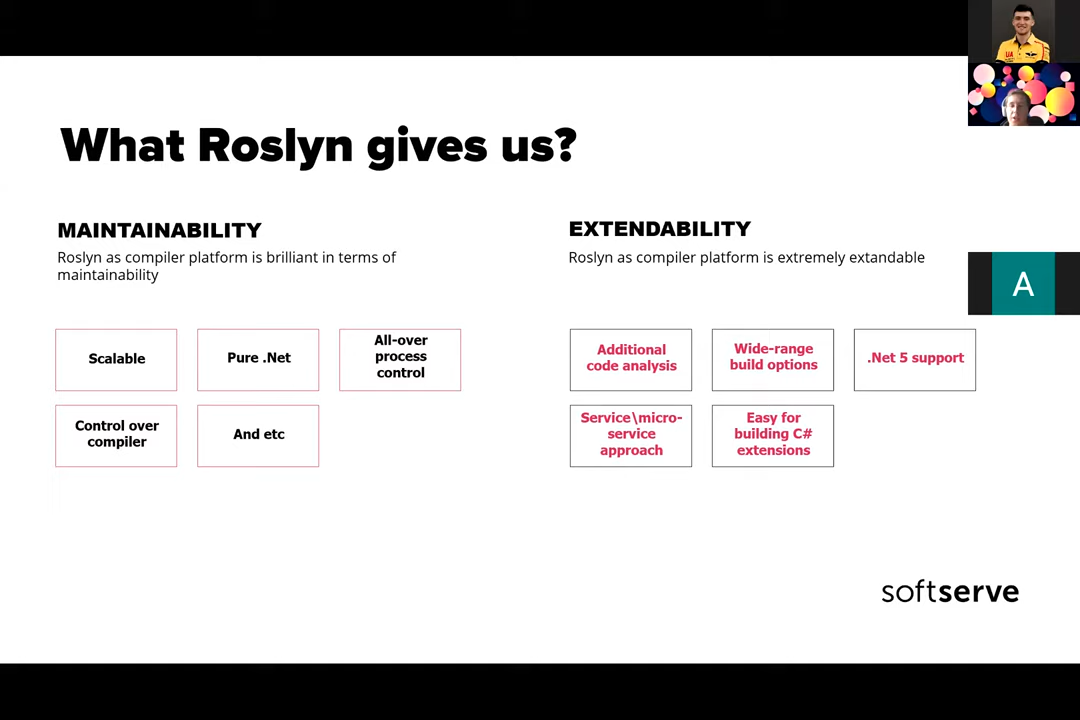 What Roslyn gives us?
MAINTAINABILITY
Roslyn as compiler platform is brilliant in terms of
maintainability
Scalable
Pure .Net
All-over
process
control
Control over
compiler
And etc
EXTENDABILITY
Roslyn as compiler platform is extremely extandable
Additional
code analysis
Wide-range
build options
.Net 5 support
Service\micro-
service
approach
Easy for
building C#
extensions
A
UA
softserve